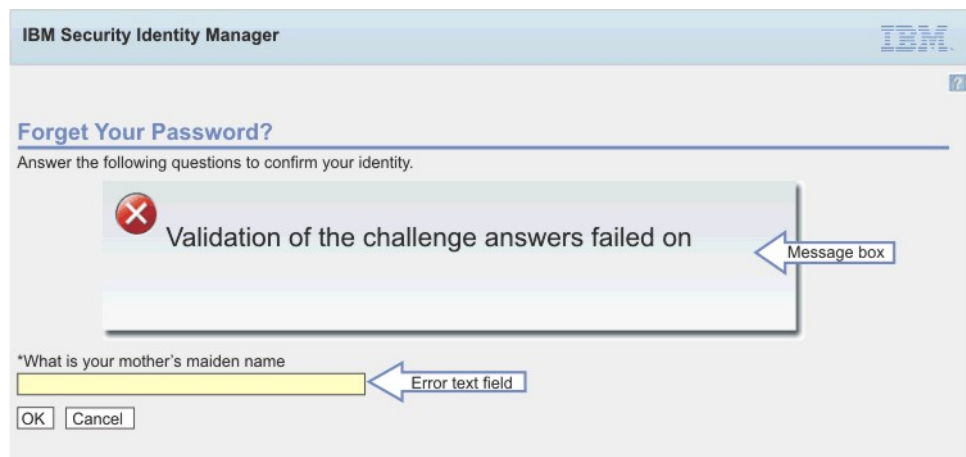 IBM Security Identity Manager
IBM.
?
Forget Your Password?
Answer the following questions to confirm your identity.
Validation of the challenge answers failed on
Message box
*What is your mother's maiden name
Error text field
OK Cancel